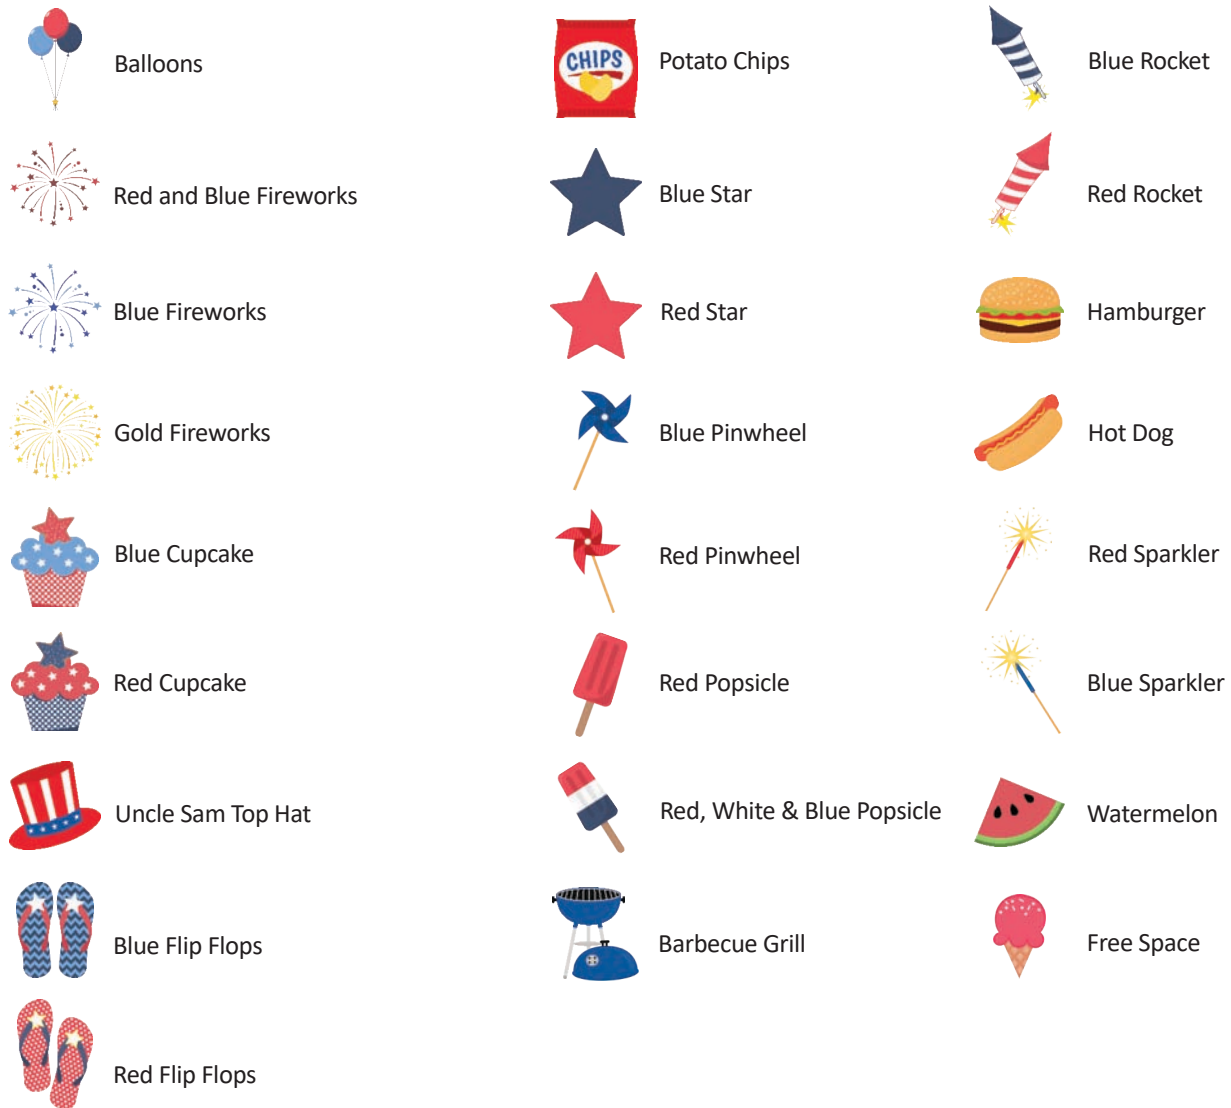 Balloons
Red and Blue Fireworks
Blue Fireworks
Gold Fireworks
Blue Cupcake
Red Cupcake
Uncle Sam Top Hat
Blue Flip Flops
Red Flip Flops
CHIPS
Potato Chips
Blue Star
Red Star
Blue Pinwheel
Red Pinwheel
Red Popsicle
Red, White & Blue Popsicle
Barbecue Grill
Blue Rocket
Red Rocket
Hamburger
Hot Dog
Red Sparkler
Blue Sparkler
Watermelon
Free Space